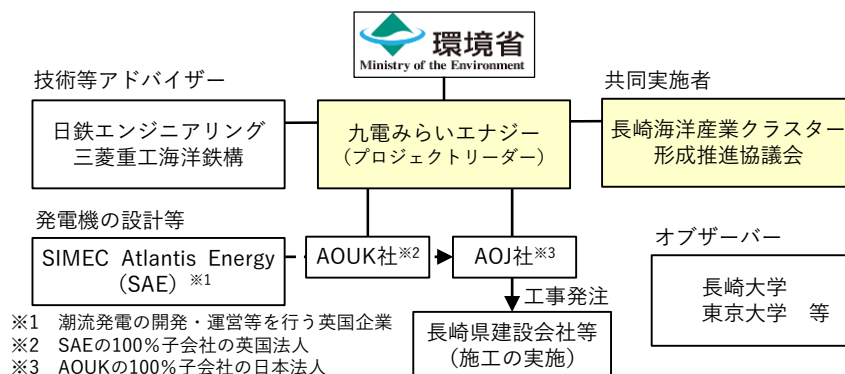 環境省
Ministry of the Environment
技術等アドバイザー
共同実施者
日鉄エンジニアリング
三菱重工海洋鉄構
九電みらいエナジー
(プロジェクトリーダー)
長崎海洋産業クラスター
形成推進協議会
発電機の設計等
SIMEC Atlantis Energy
(SAE) ※1
AOUK社※2
AOJ社※3
オブザーバー
長崎大学
東京大学 等
工事発注
長崎県建設会社等
(施工の実施)
※1 潮流発電の開発・運営等を行う英国企業
※2 SAEの100%子会社の英国法人
※3 AOUKの100%子会社の日本法人